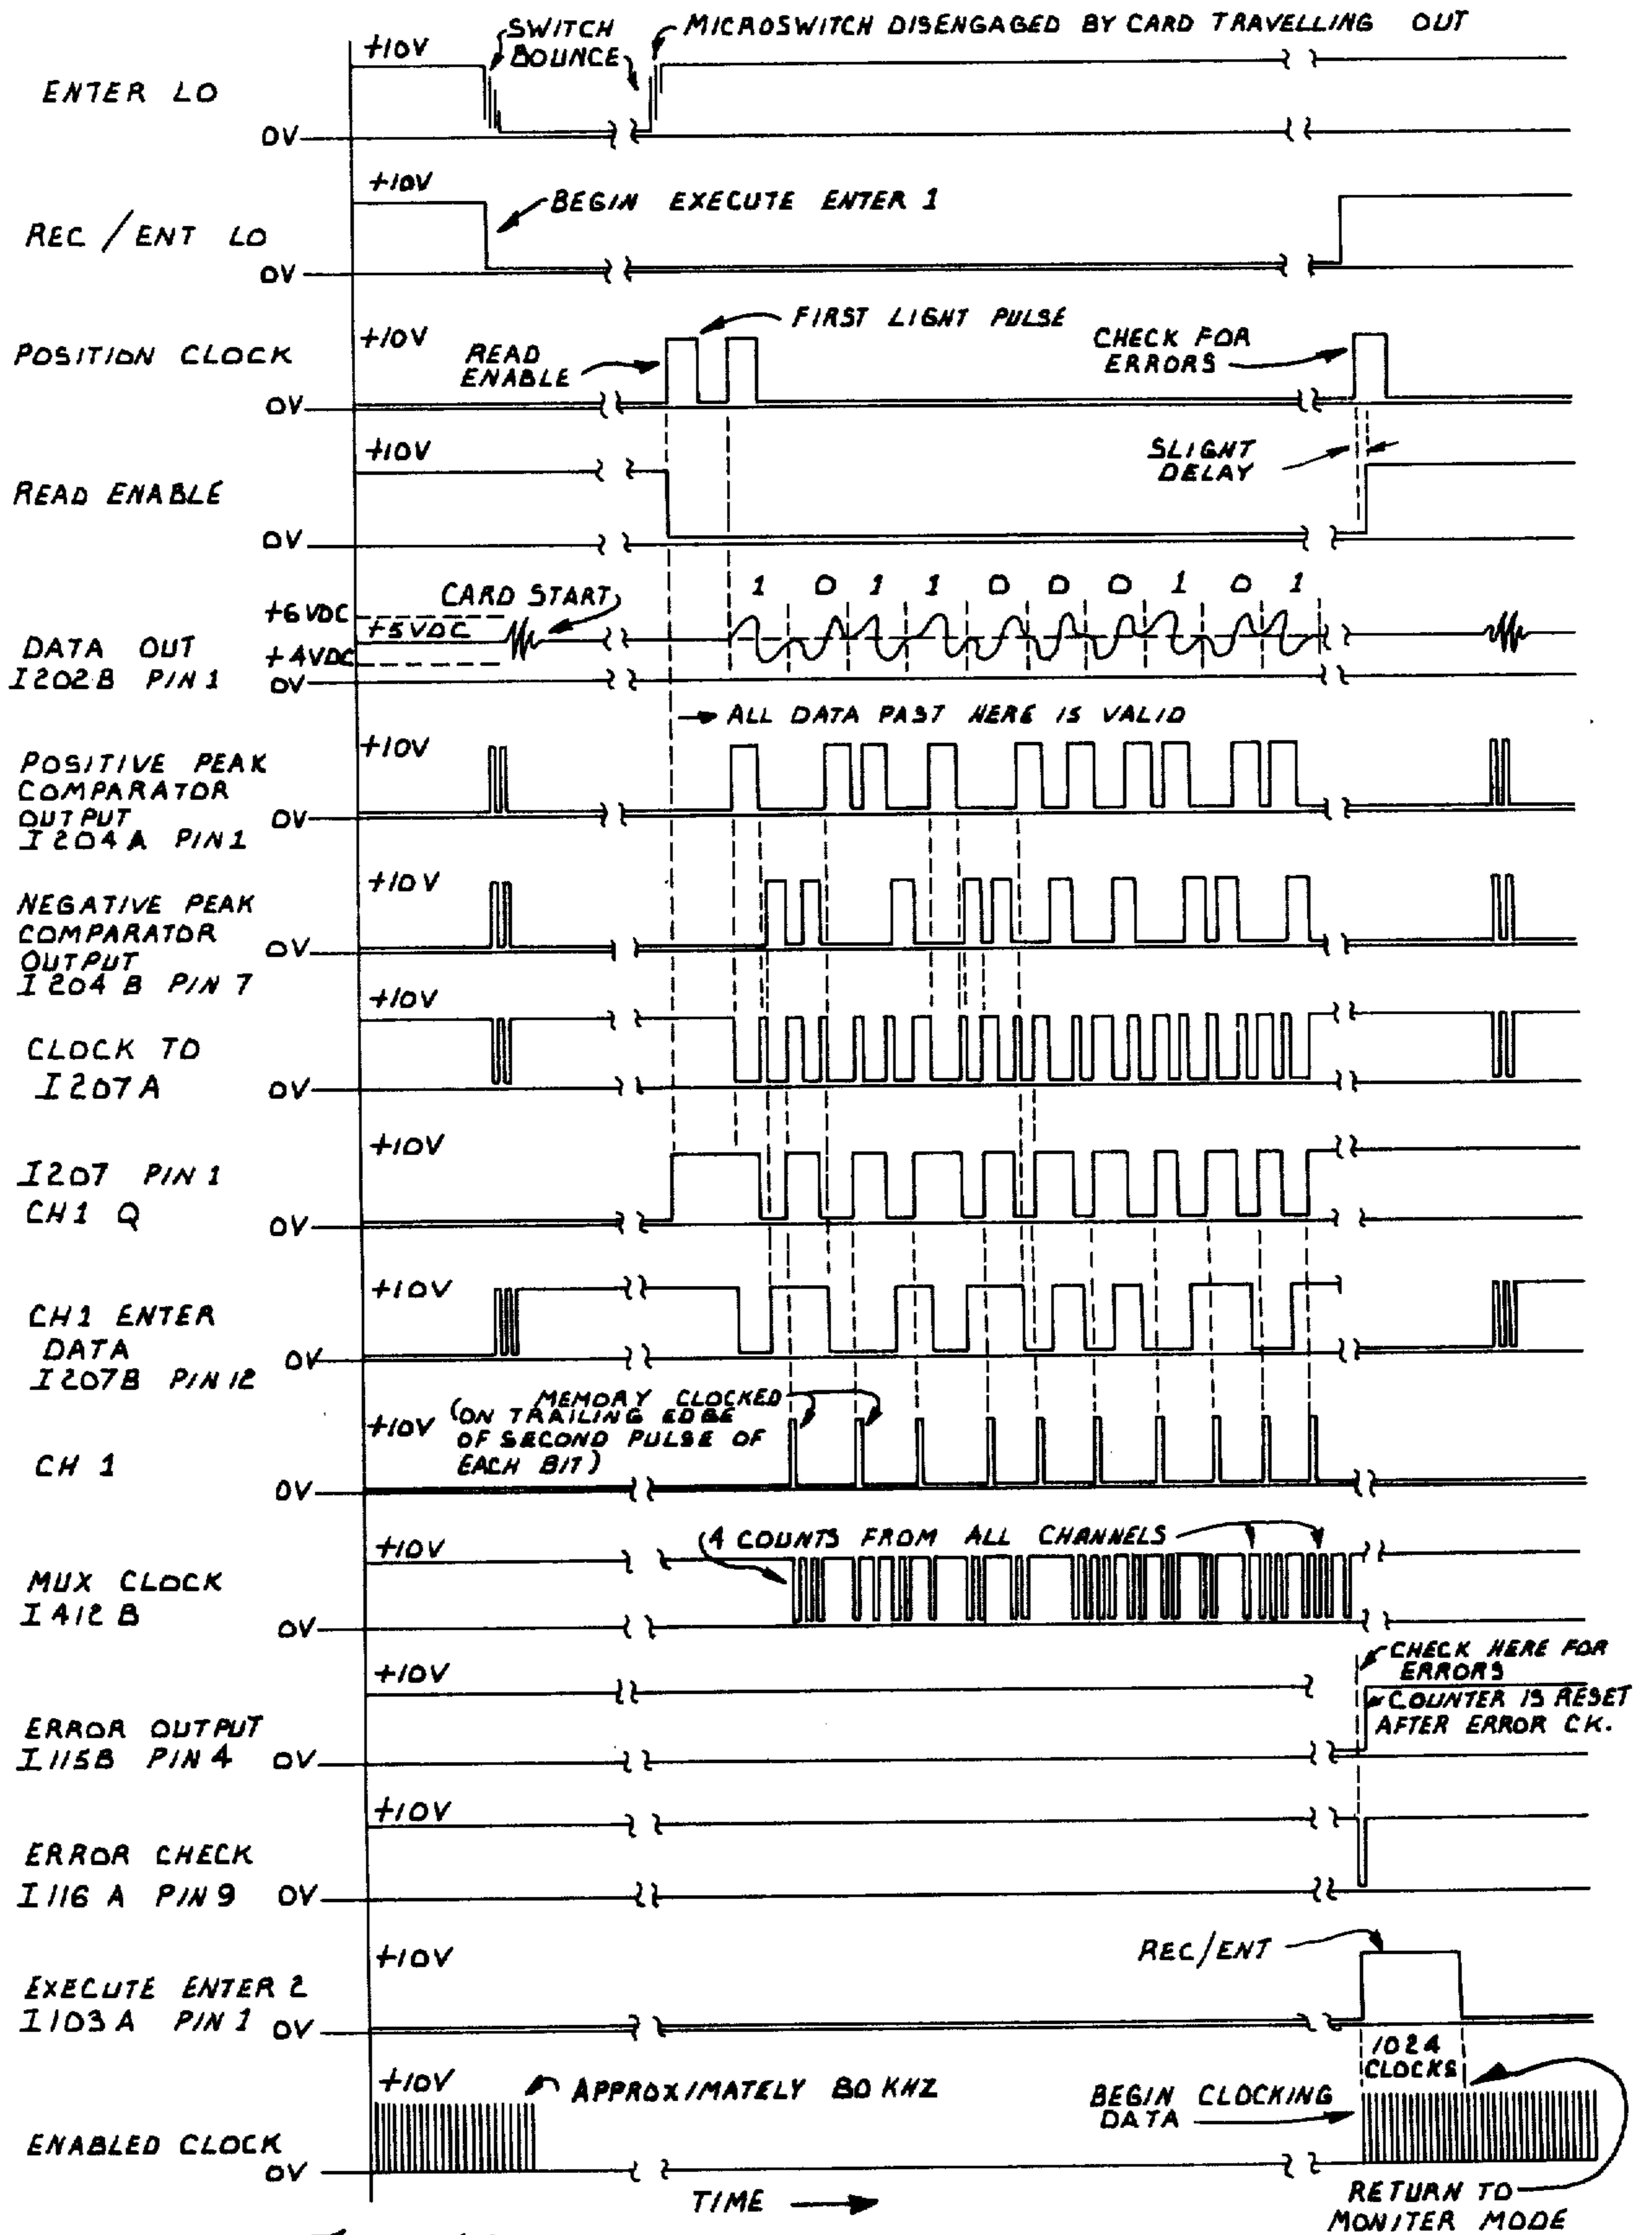 SWITCH BOUNCE
MICROSWITCH DISENGAGED BY CARD TRAVELLING OUT
+10V
ENTER LO
0V
+10V
BEGIN EXECUTE ENTER 1
REC / ENT LO
0V
FIRST LIGHT PULSE
+10V
POSITION CLOCK
READ
ENABLE
CHECK FOR
ERRORS
0V
+10V
SLIGHT
DELAY
READ ENABLE
0V
1 0 1 1 0 0 0 1 0 1
+6 VDC
CARD START
+5VDC
DATA OUT
+4VDC
I202B PIN 1
0V
ALL DATA PAST HERE IS VALID
+10V
POSITIVE PEAK
COMPARATOR
OUTPUT
0V
I204A PIN1
+10V
NEGATIVE PEAK
COMPARATOR
0V
OUTPUT
I204B PIN 7
+10V
CLOCK TO
I207A
0V
+10V
I207 PIN 1
CH1 Q
0V
+10V
CH1 ENTER
DATA
0V
I207B PIN 12
+10V
MEMORY CLOCKED
(ON TRAILING EDGE
OF SECOND PULSE OF
EACH BIT)
CH 1
0V
4 COUNTS FROM ALL CHANNELS
+10V
MUX CLOCK
I412B
0V
CHECK HERE FOR
ERRORS
+10V
COUNTER IS RESET
AFTER ERROR CK.
ERROR OUTPUT
I115B PIN 4
0V
+10V
ERROR CHECK
I116A PIN 9
0V
REC/ENT
+10V
EXECUTE ENTER 2
I103A PIN 1
0V
1024
CLOCKS
+10V
APPROXIMATELY 80 KHZ
BEGIN CLOCKING
DATA
ENABLED CLOCK
0V
TIME
RETURN TO
MONITER MODE